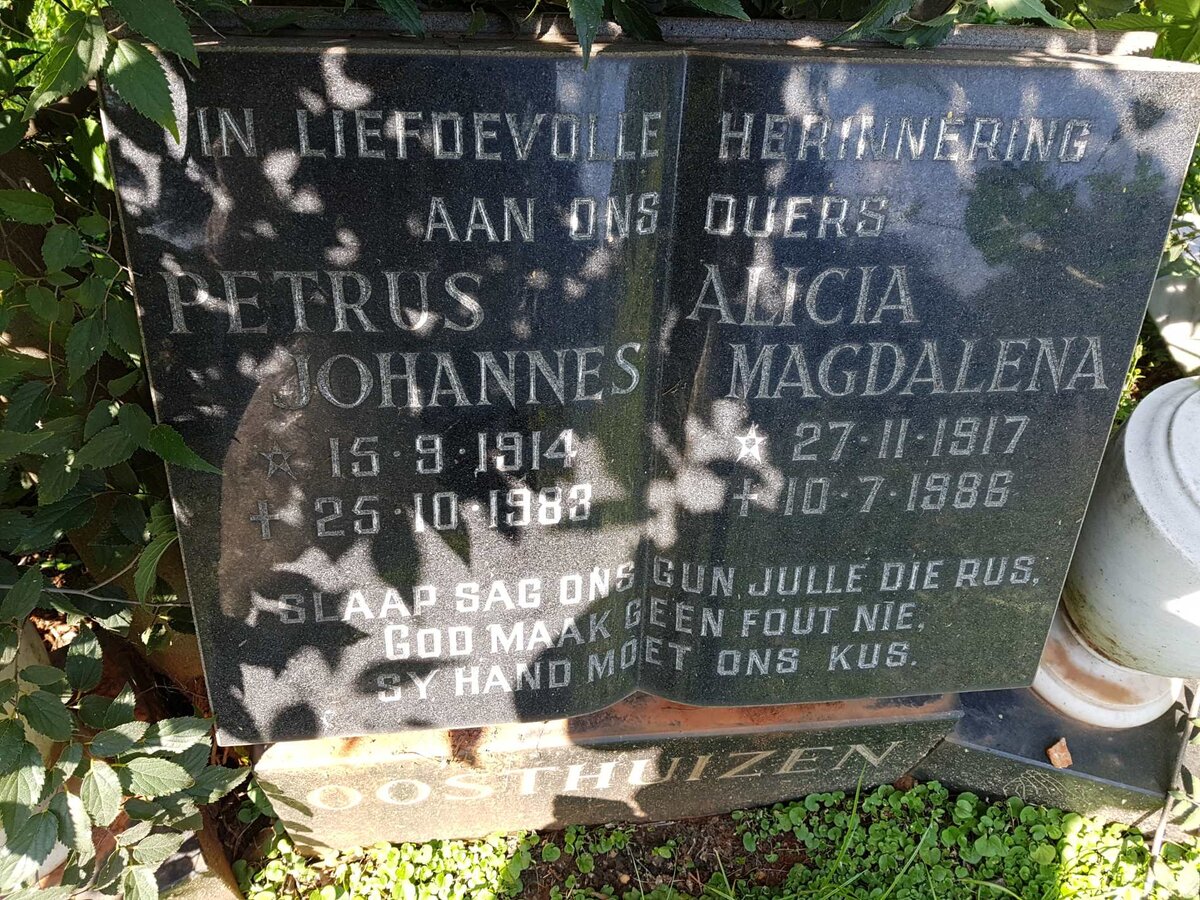 IN LIEFDEVOLLE HERINNERING
AAN ONS OUERS
PETRUS
JOHANNES
15·9·1914
25·10·1983
ALICIA
MAGDALENA
27·11·1917
10·7·1986
SLAAP SAG ONS GUN JULLE DIE RUS,
GOD MAAK GEEN FOUT NIE,
SY HAND MOET ONS KUS.
OOSTHUIZEN